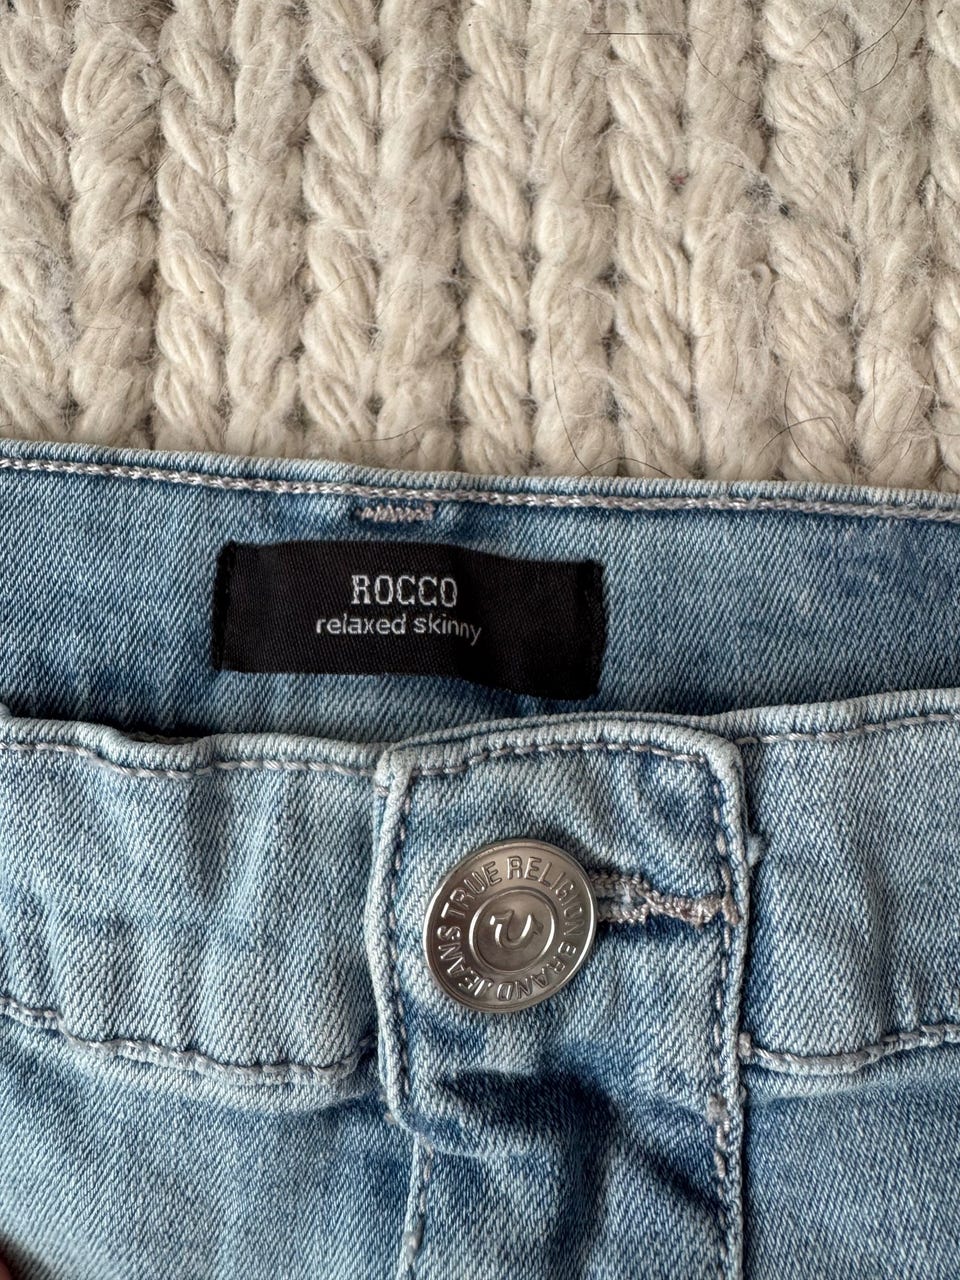 ROCCO
relaxed skinny
TRUE RELIGION BRAND JEANS